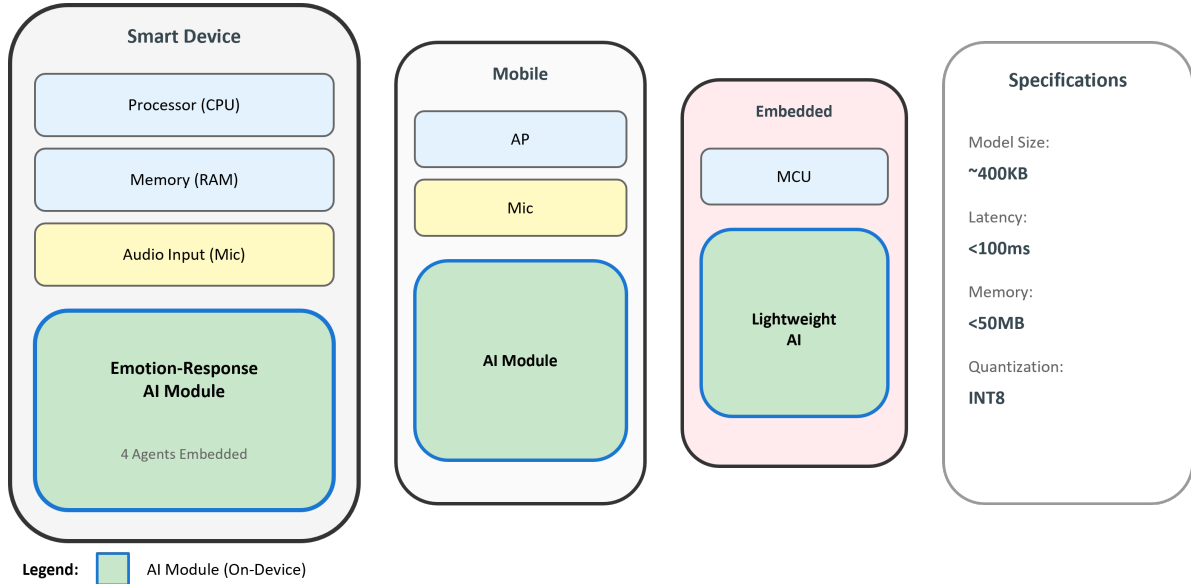 Smart Device
Processor (CPU)
Memory (RAM)
Audio Input (Mic)
Emotion-Response
AI Module
4 Agents Embedded
Mobile
AP
Mic
AI Module
Embedded
MCU
Lightweight
AI
Specifications
Model Size:
~400KB
Latency:
<100ms
Memory:
<50MB
Quantization:
INT8
Legend:
AI Module (On-Device)